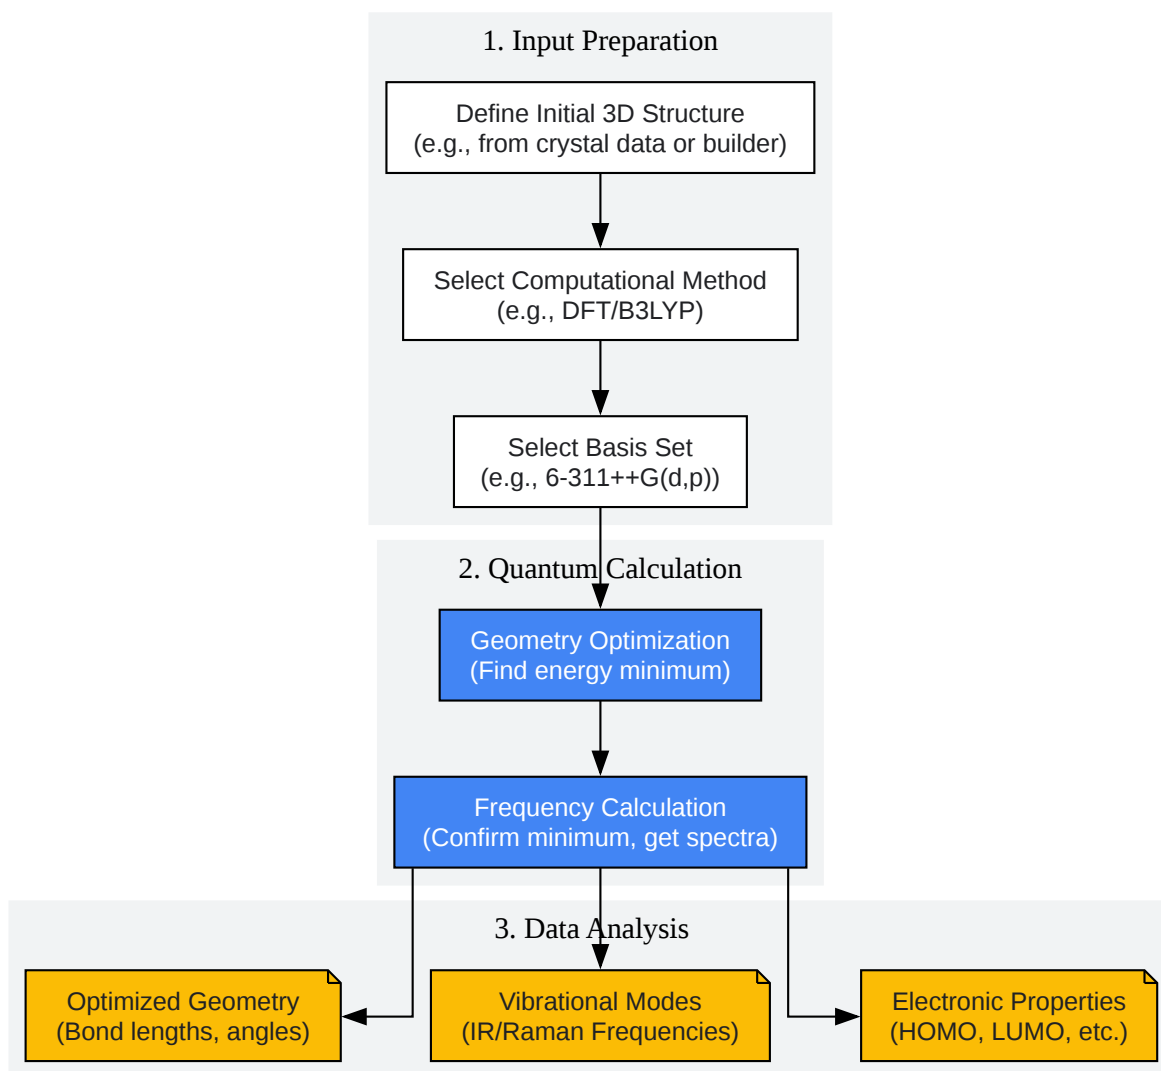 1. Input Preparation
Define Initial 3D Structure
(e.g., from crystal data or builder)
Select Computational Method
(e.g., DFT/B3LYP)
Select Basis Set
(e.g., 6-311++G(d,p))
2. Quantum Calculation
Geometry Optimization
(Find energy minimum)
Frequency Calculation
(Confirm minimum, get spectra)
3. Data Analysis
Optimized Geometry
(Bond lengths, angles)
Vibrational Modes
(IR/Raman Frequencies)
Electronic Properties
(HOMO, LUMO, etc.)